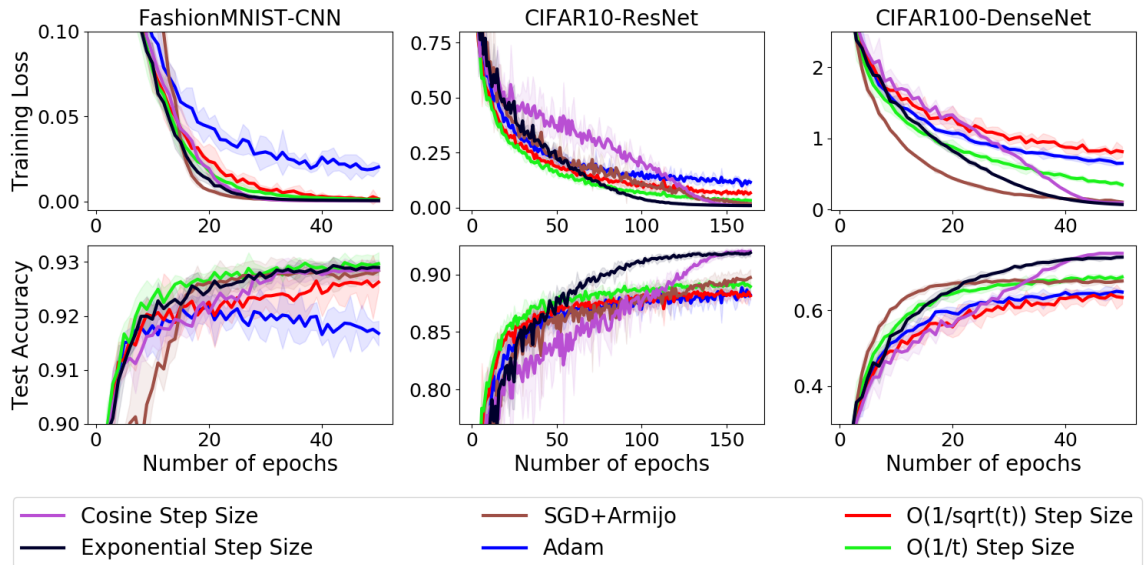 FashionMNIST-CNN
CIFAR10-ResNet
CIFAR100-DenseNet
Training Loss
0.10
0.05
0.00
0
20
40
0.75
0.50
0.25
0.00
0
50
100
150
2
1
0
0
20
40
Test Accuracy
0.93
0.92
0.91
0.90
0
20
40
Number of epochs
0.90
0.85
0.80
0
50
100
150
Number of epochs
0.6
0.4
0
20
40
Number of epochs
Cosine Step Size
SGD+Armijo
O(1/sqrt(t)) Step Size
Exponential Step Size
Adam
O(1/t) Step Size